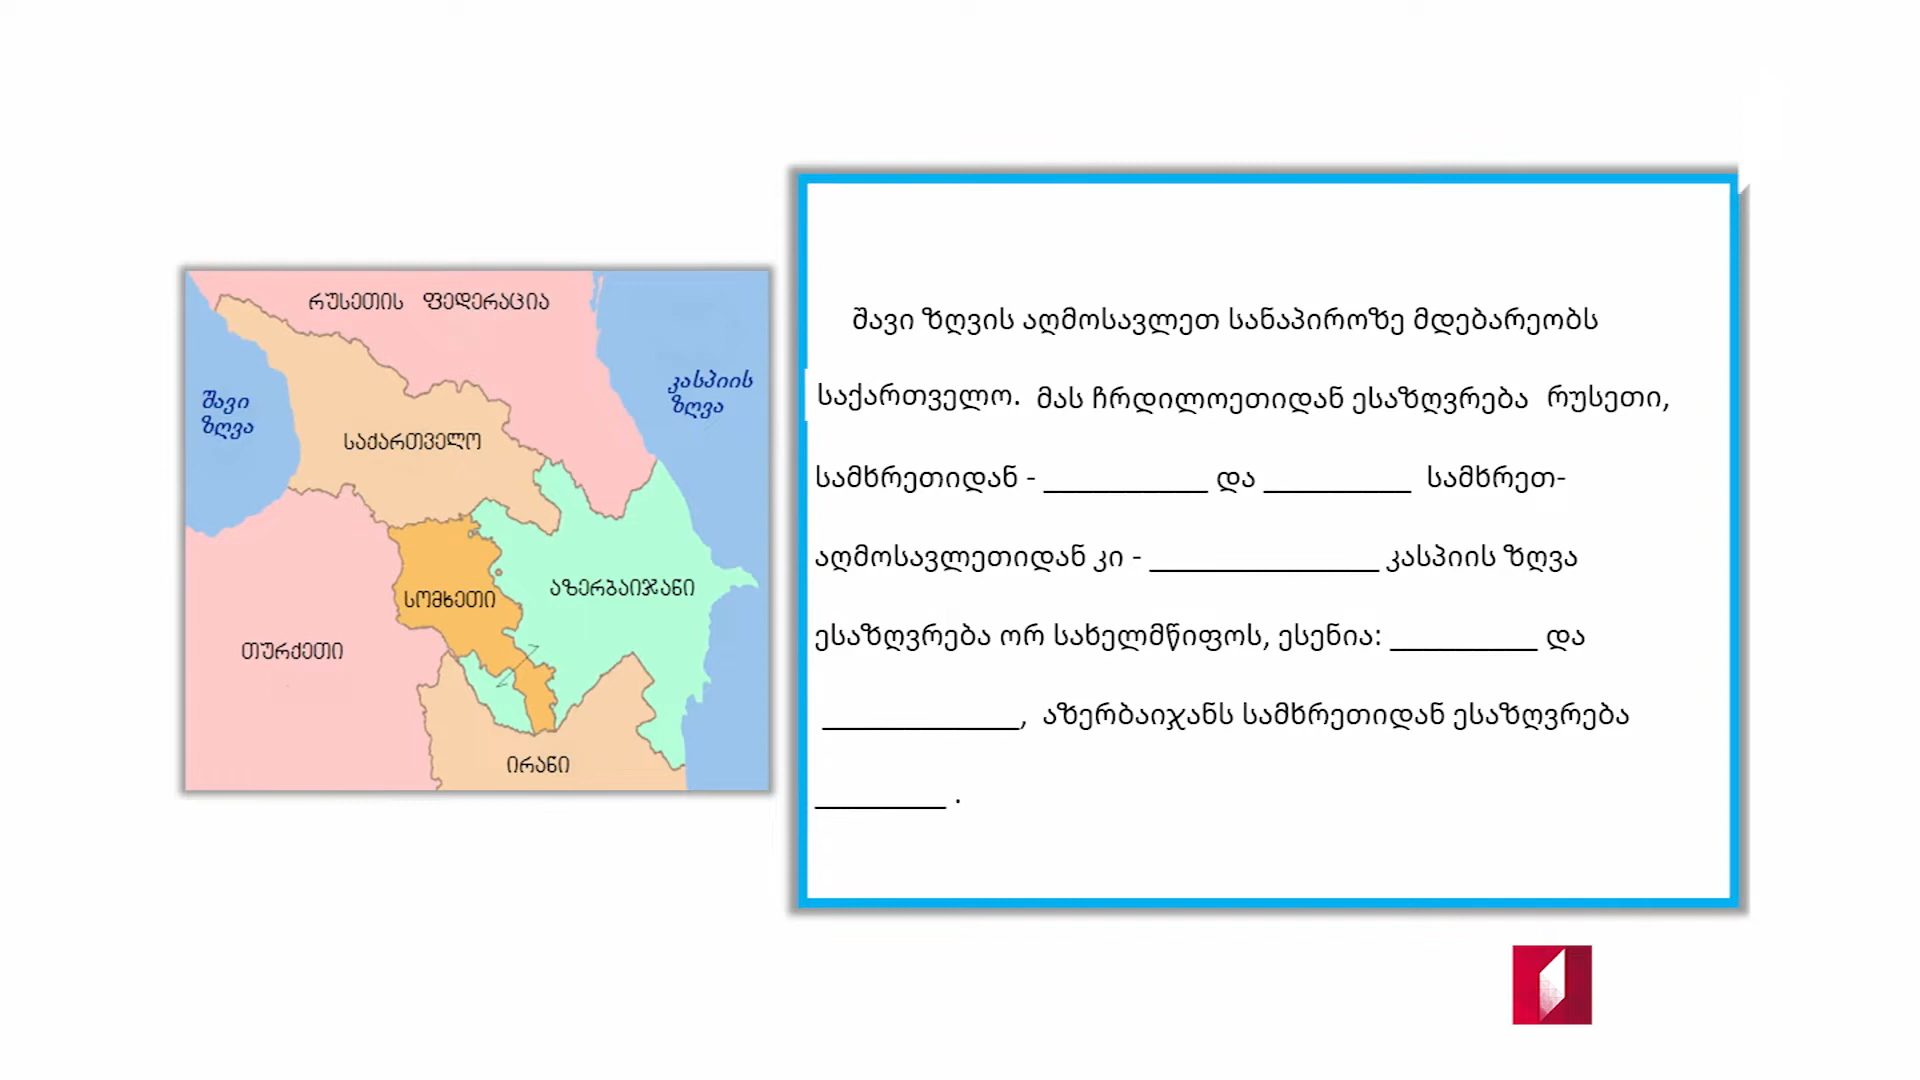 რუსეთის ფედერაცია
შავი
ზღვა
კასპიის
ზღვა
საქართველო
სომხეთი
აზერბაიჯანი
თურქეთი
ირანი
შავი ზღვის აღმოსავლეთ სანაპიროზე მდებარეობს
საქართველო. მას ჩრდილოეთიდან ესაზღვრება რუსეთი,
სამხრეთიდან - ___________ და __________ სამხრეთ-
აღმოსავლეთიდან კი - ________________ კასპიის ზღვა
ესაზღვრება ორ სახელმწიფოს, ესენია: __________ და
_____________, აზერბაიჯანს სამხრეთიდან ესაზღვრება
_________ .